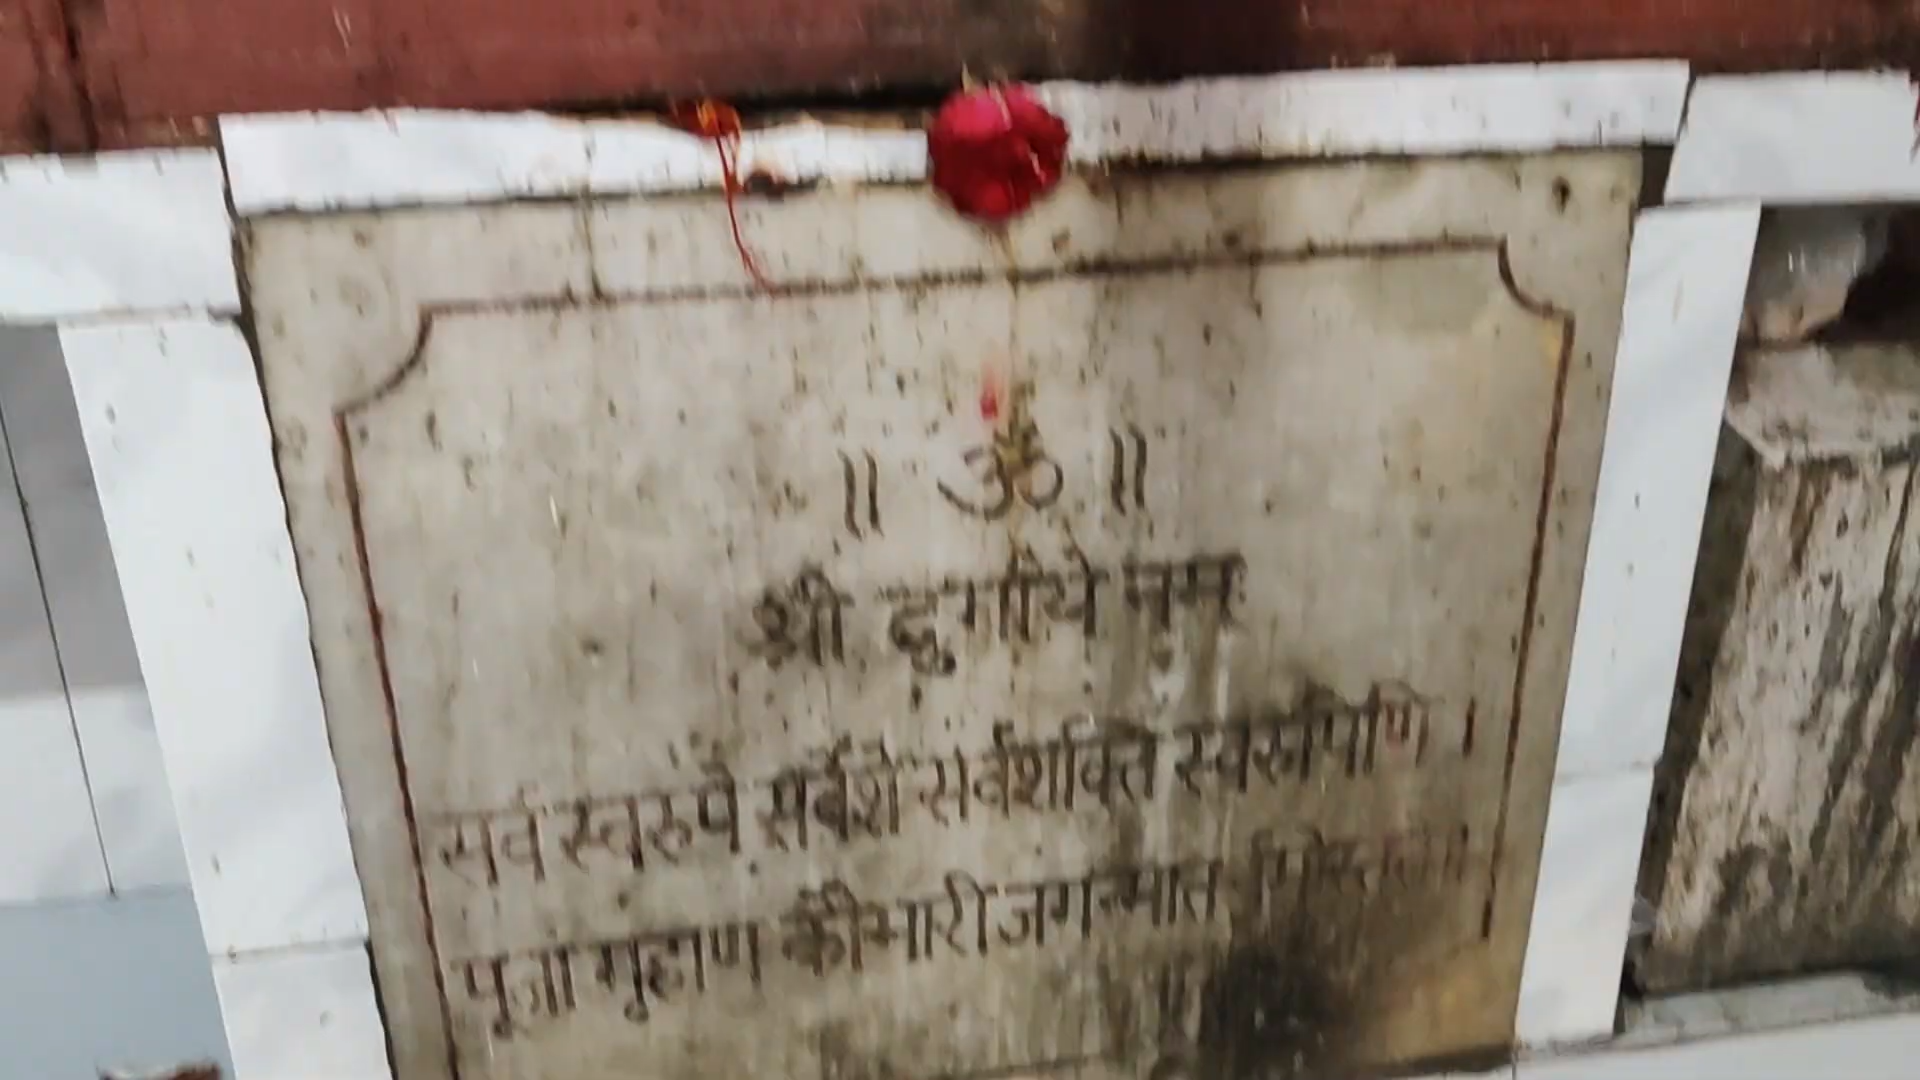 ॥ ॐ ॥
श्री दुर्गाये नमः
सर्व स्वरुपे सर्वेशे सर्वशक्ति स्वरुपिणि ।
पूजा गृहाण कौमारी जगन्मात